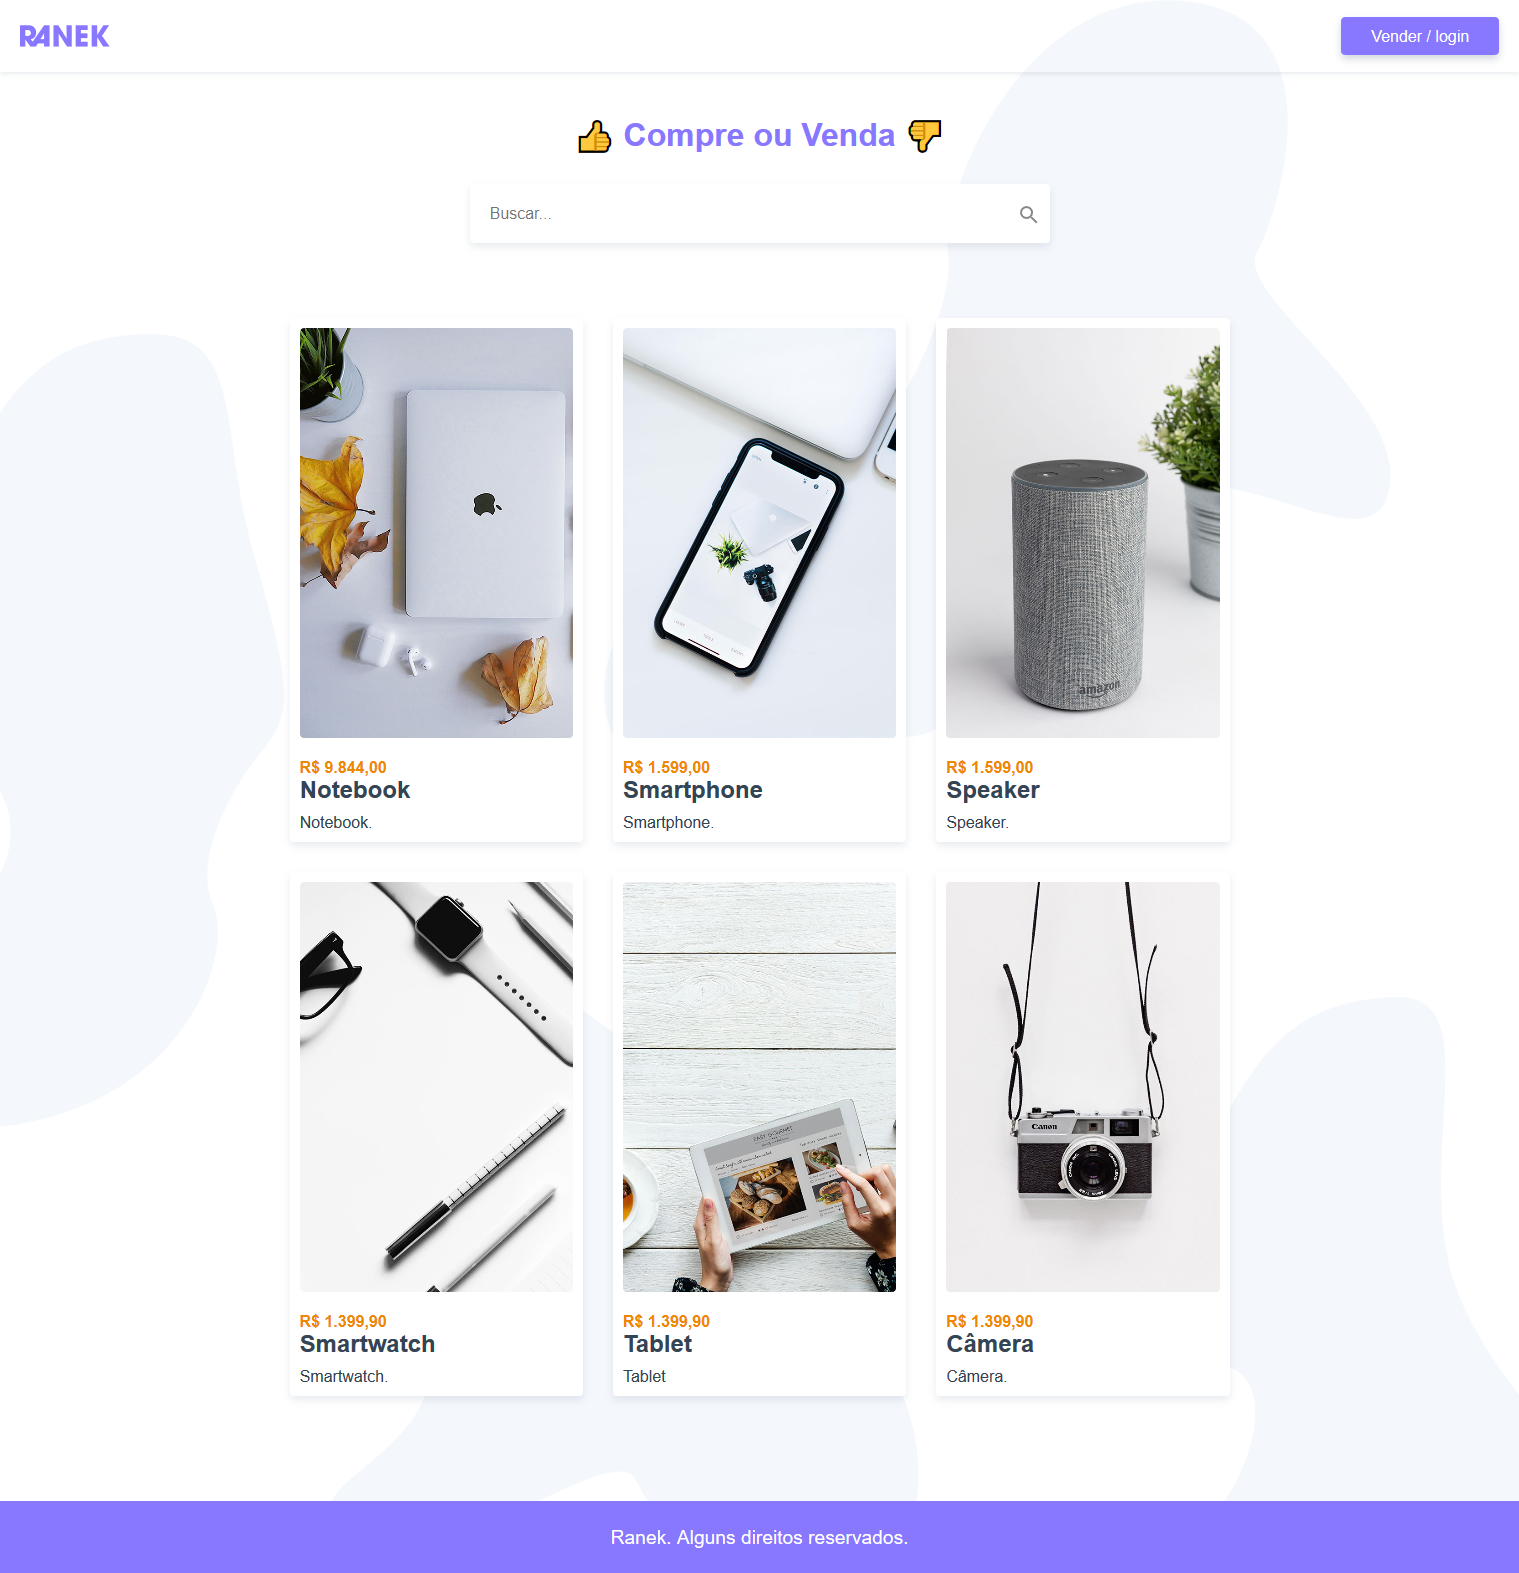 RANEK
Vender / login
Compre ou Venda
Buscar...
amazon
R$ 9.844,00
Notebook
Notebook.
R$ 1.599,00
Smartphone
Smartphone.
R$ 1.599,00
Speaker
Speaker.
Canon
R$ 1.399,90
Smartwatch
Smartwatch.
R$ 1.399,90
Tablet
Tablet
R$ 1.399,90
Câmera
Câmera.
Ranek. Alguns direitos reservados.